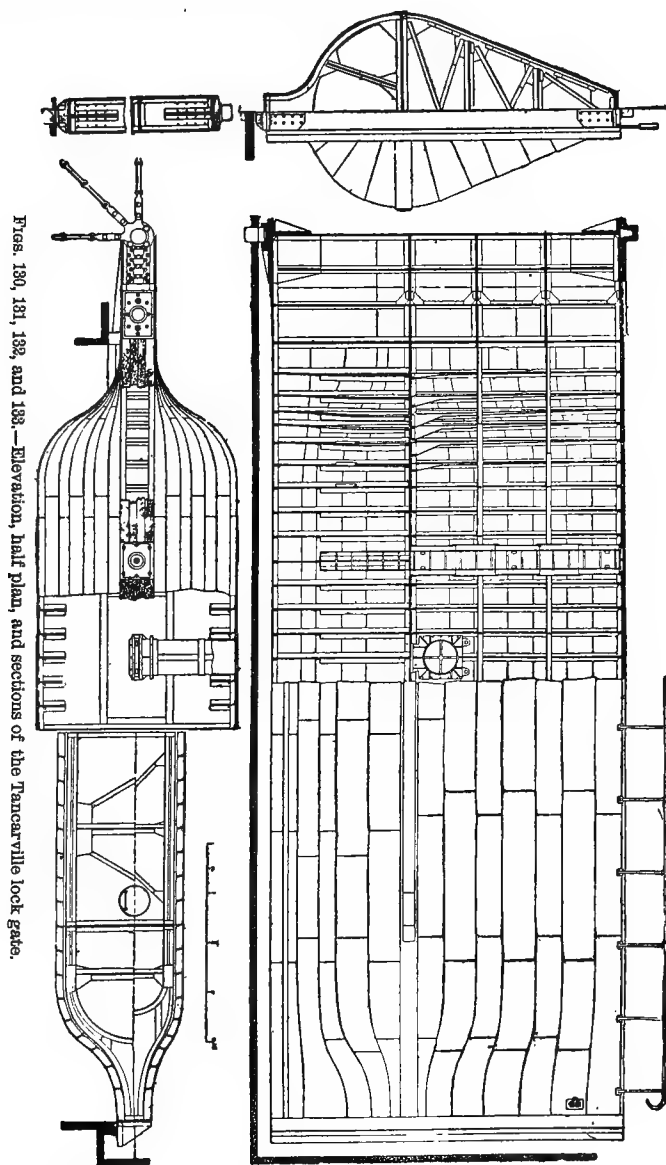 FIGS. 130, 131, 132, and 133.—Elevation, half plan, and sections of the Tancarville lock gate.